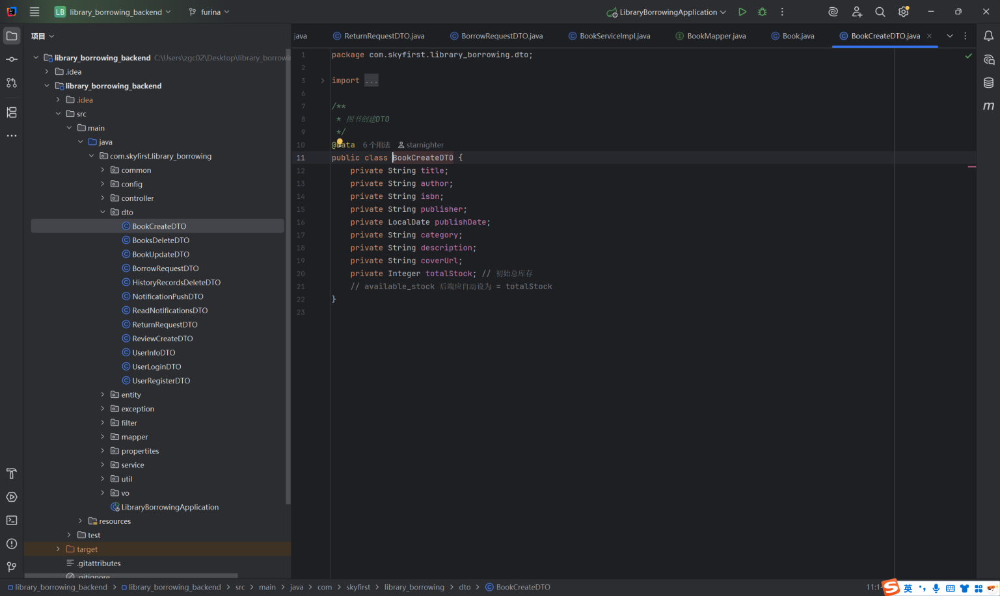 LB library_borrowing_backend furina LibraryBorrowingApplication
项目
library_borrowing_backend C:\Users\zgc02\Desktop\library_borrowin
.idea
library_borrowing_backend
.idea
src
main
java
com.skyfirst.library_borrowing
common
config
controller
dto
BookCreateDTO
BooksDeleteDTO
BookUpdateDTO
BorrowRequestDTO
HistoryRecordsDeleteDTO
NotificationPushDTO
ReadNotificationsDTO
ReturnRequestDTO
ReviewCreateDTO
UserInfoDTO
UserLoginDTO
UserRegisterDTO
entity
exception
filter
mapper
propertites
service
util
vo
LibraryBorrowingApplication
resources
test
target
.gitattributes
.gitignore
java ReturnRequestDTO.java BorrowRequestDTO.java BookServiceImpl.java BookMapper.java Book.java BookCreateDTO.java
1 package com.skyfirst.library_borrowing.dto;
2
3 import ...
6
7 /**
8 * 图书创建DTO
9 */
10 @Data 6 个用法 starnighter
11 public class BookCreateDTO {
12 private String title;
13 private String author;
14 private String isbn;
15 private String publisher;
16 private LocalDate publishDate;
17 private String category;
18 private String description;
19 private String coverUrl;
20 private Integer totalStock; // 初始总库存
21 // available_stock 后端应自动设为 = totalStock
22 }
23
m
library_borrowing_backend > library_borrowing_backend > src > main > java > com > skyfirst > library_borrowing > dto > BookCreateDTO
11:14
英